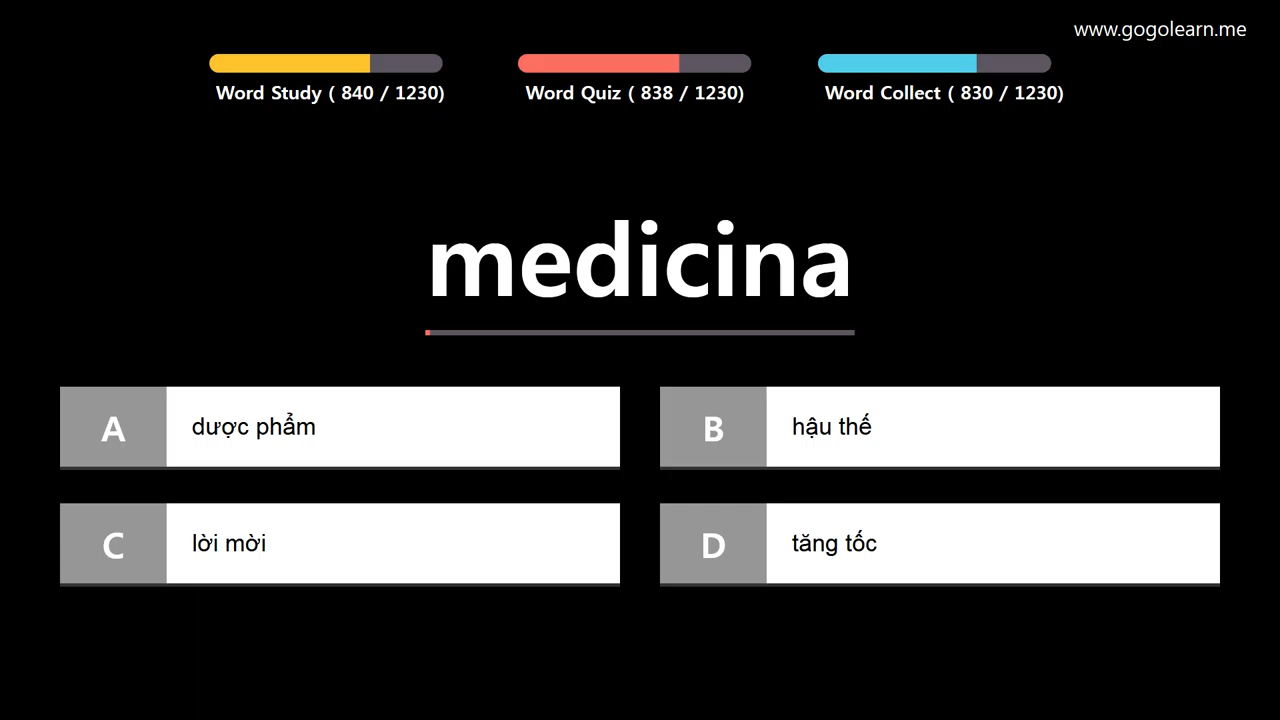 www.gogolearn.me
Word Study ( 840 / 1230)
Word Quiz ( 838 / 1230)
Word Collect ( 830 / 1230)
medicina
A
dược phẩm
B
hậu thế
C
lời mời
D
tăng tốc